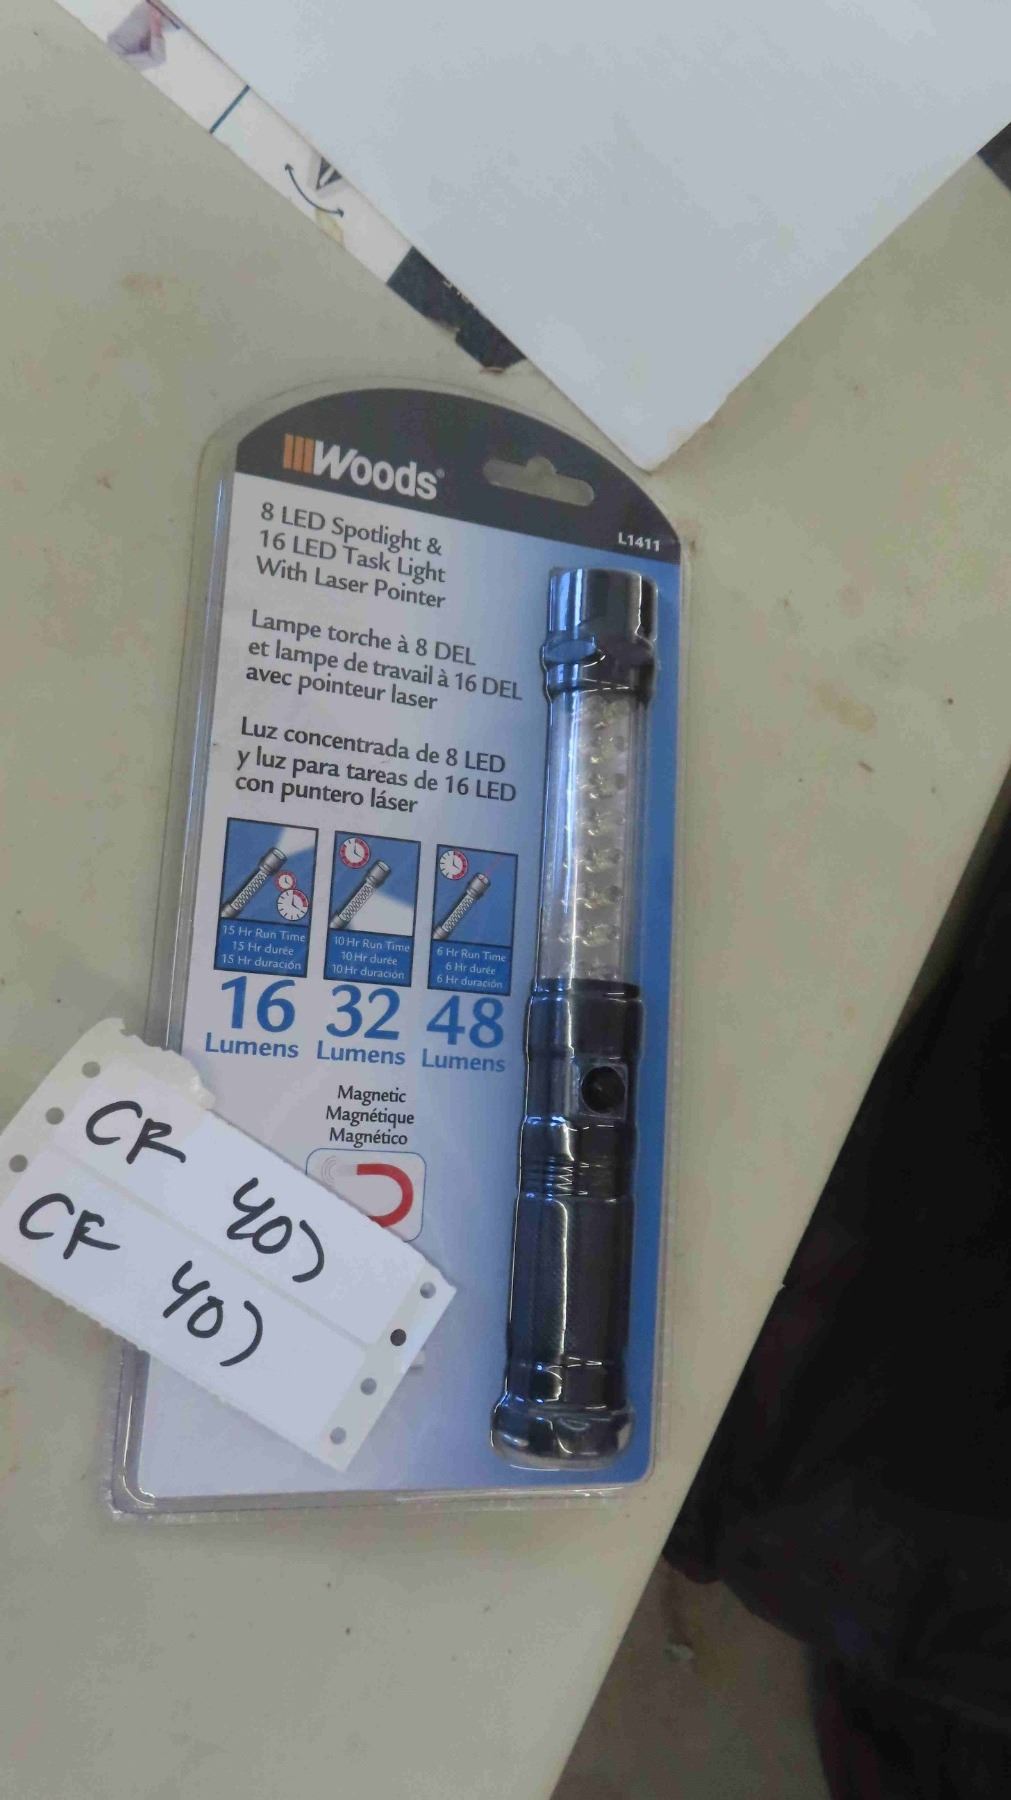 Woods®
L1411
8 LED Spotlight &
16 LED Task Light
With Laser Pointer
Lampe torche à 8 DEL
et lampe de travail à 16 DEL
avec pointeur laser
Luz concentrada de 8 LED
y luz para tareas de 16 LED
con puntero láser
15 Hr Run Time
15 Hr durée
15 Hr duración
16
Lumens
10 Hr Run Time
10 Hr durée
10 Hr duración
32
Lumens
6 Hr Run Time
6 Hr durée
6 Hr duración
48
Lumens
Magnetic
Magnétique
Magnético
CF 407
CF 407